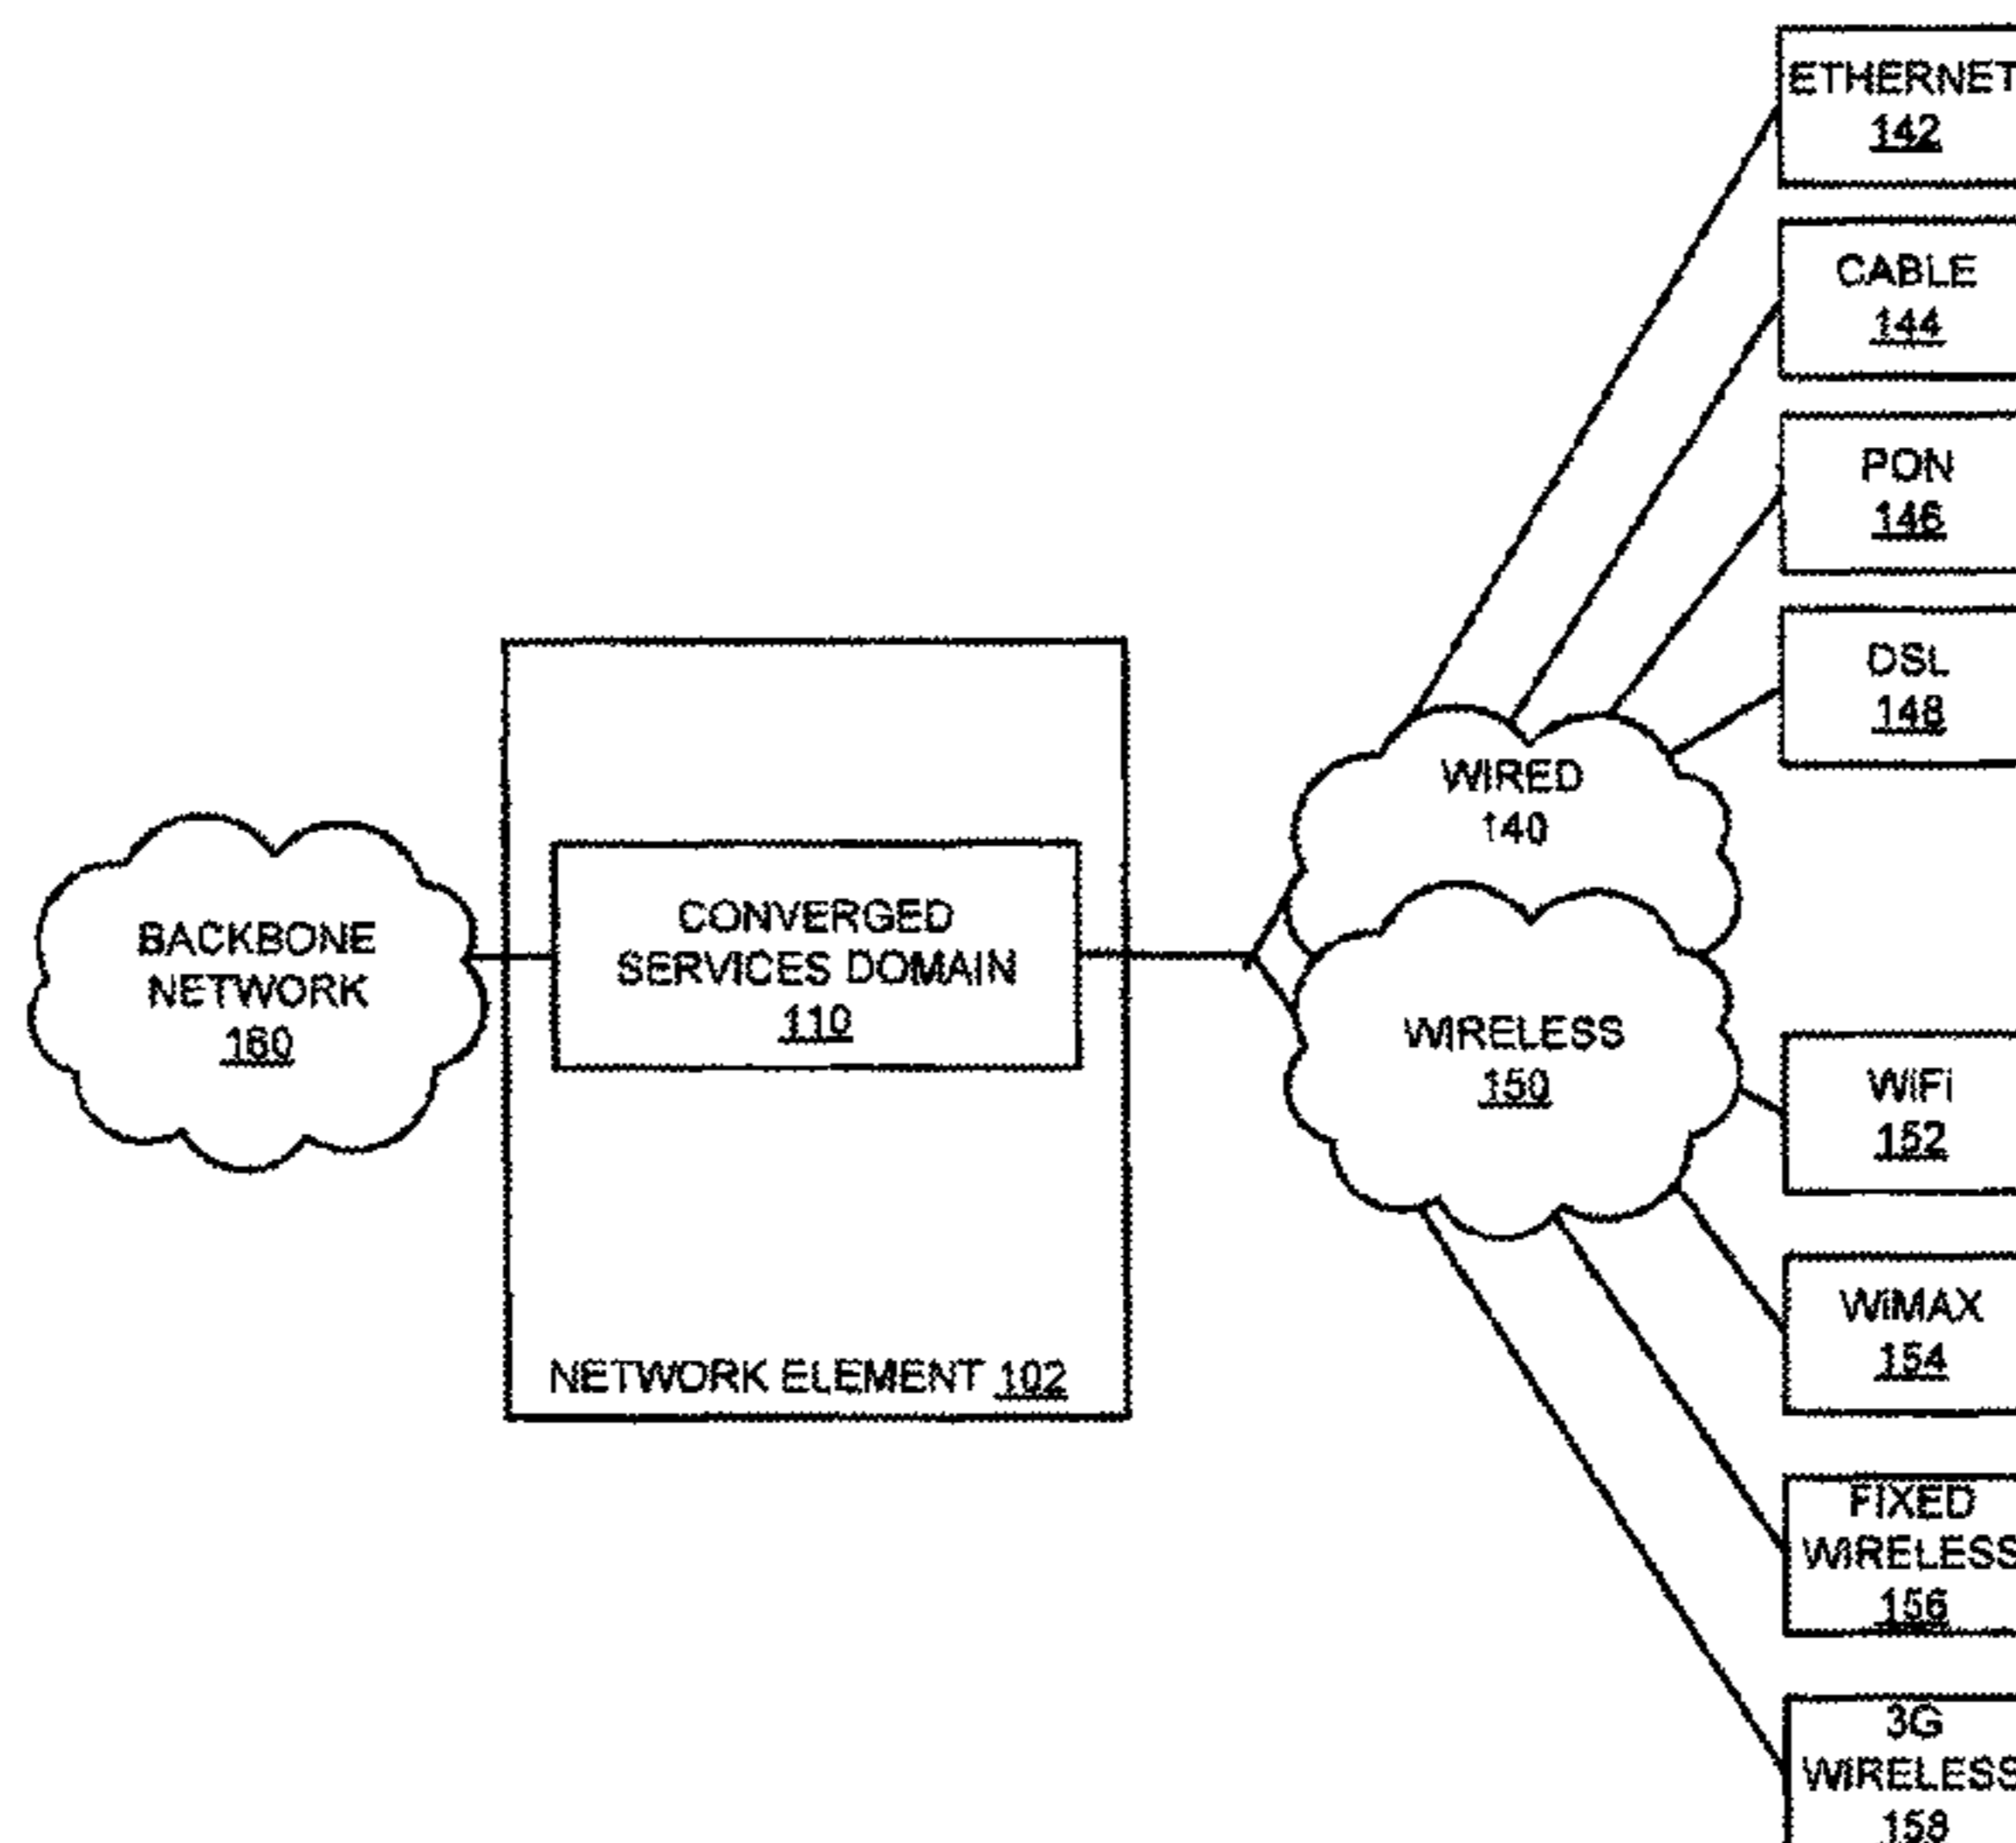 ETHERNET
142
CABLE
144
PON
146
DSL
148
WIRED
140
BACKBONE
NETWORK
160
CONVERGED
SERVICES DOMAIN
110
WIRELESS
150
WiFi
152
WiMAX
154
NETWORK ELEMENT 102
FIXED
WIRELESS
156
3G
WIRELESS
158